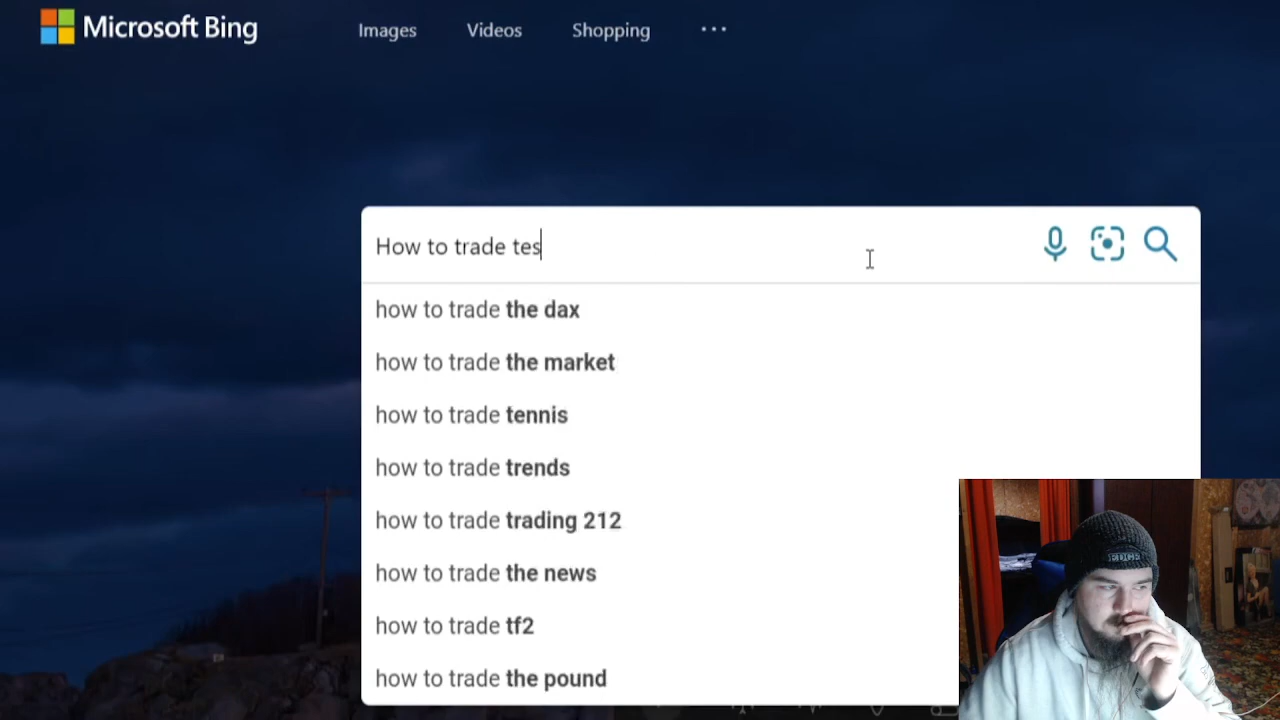 Microsoft Bing
Images
Videos
Shopping
How to trade tes
how to trade the dax
how to trade the market
how to trade tennis
how to trade trends
how to trade trading 212
how to trade the news
how to trade tf2
how to trade the pound
EDGE